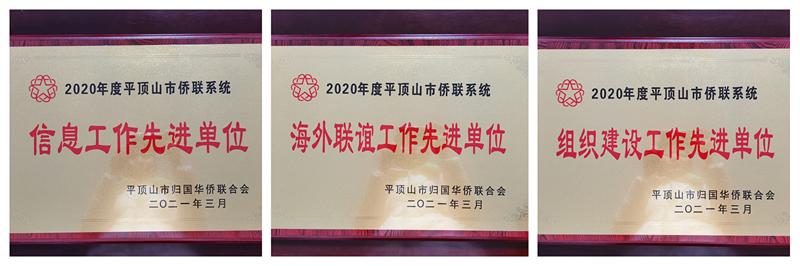 2020年度平顶山市侨联系统
信息工作先进单位
平顶山市归国华侨联合会
二〇二一年三月
2020年度平顶山市侨联系统
海外联谊工作先进单位
平顶山市归国华侨联合会
二〇二一年三月
2020年度平顶山市侨联系统
组织建设工作先进单位
平顶山市归国华侨联合会
二〇二一年三月